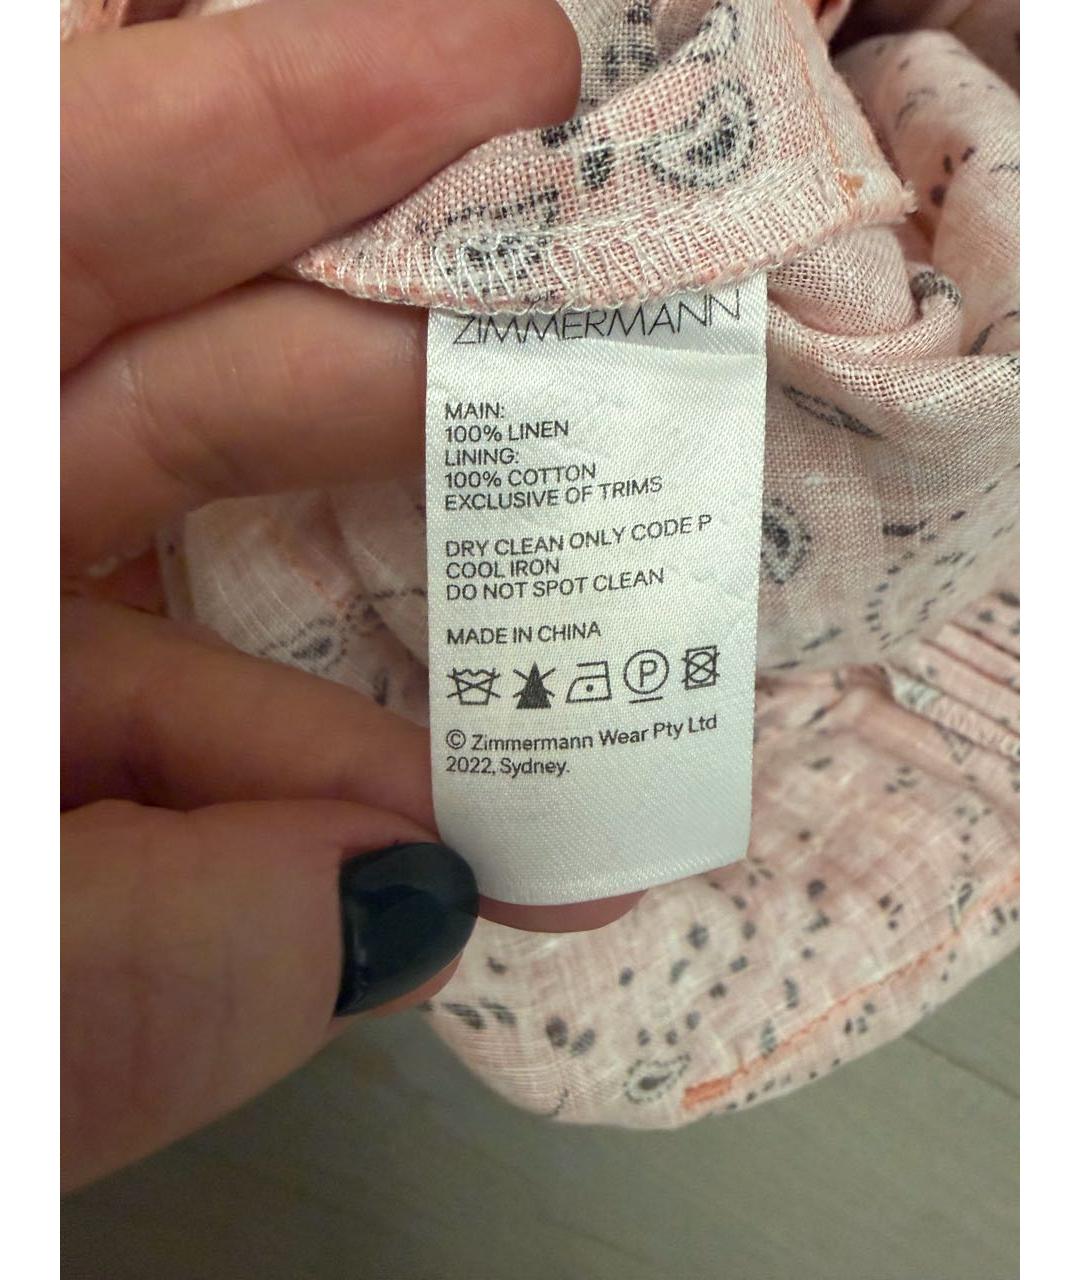 ZIMMERMANN
MAIN:
100% LINEN
LINING:
100% COTTON
EXCLUSIVE OF TRIMS
DRY CLEAN ONLY CODE P
COOL IRON
DO NOT SPOT CLEAN
MADE IN CHINA
P
© Zimmermann Wear Pty Ltd
2022, Sydney.